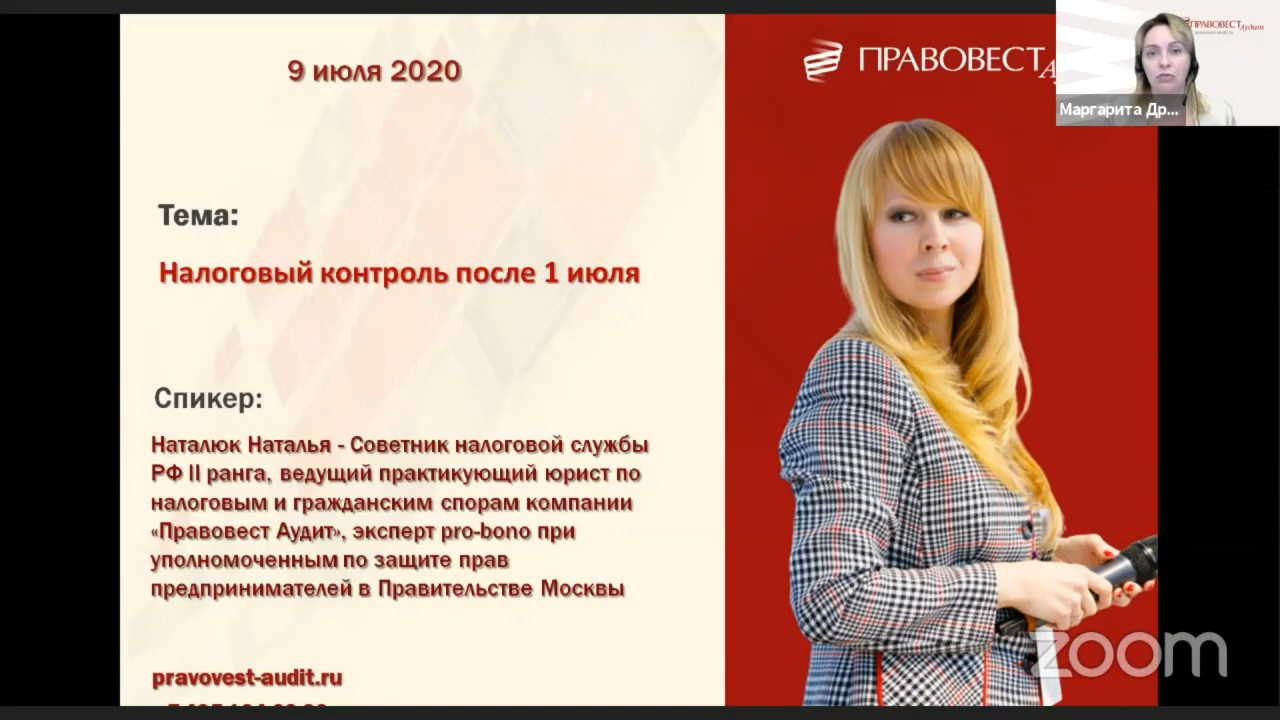 9 июля 2020
ПРАВОВЕСТ
ПРАВОВЕСТ Аудит
Маргарита Др...
Тема:
Налоговый контроль после 1 июля
Спикер:
Наталюк Наталья - Советник налоговой службы
РФ II ранга, ведущий практикующий юрист по
налоговым и гражданским спорам компании
«Правовест Аудит», эксперт pro-bono при
уполномоченным по защите прав
предпринимателей в Правительстве Москвы
pravovest-audit.ru
zoom